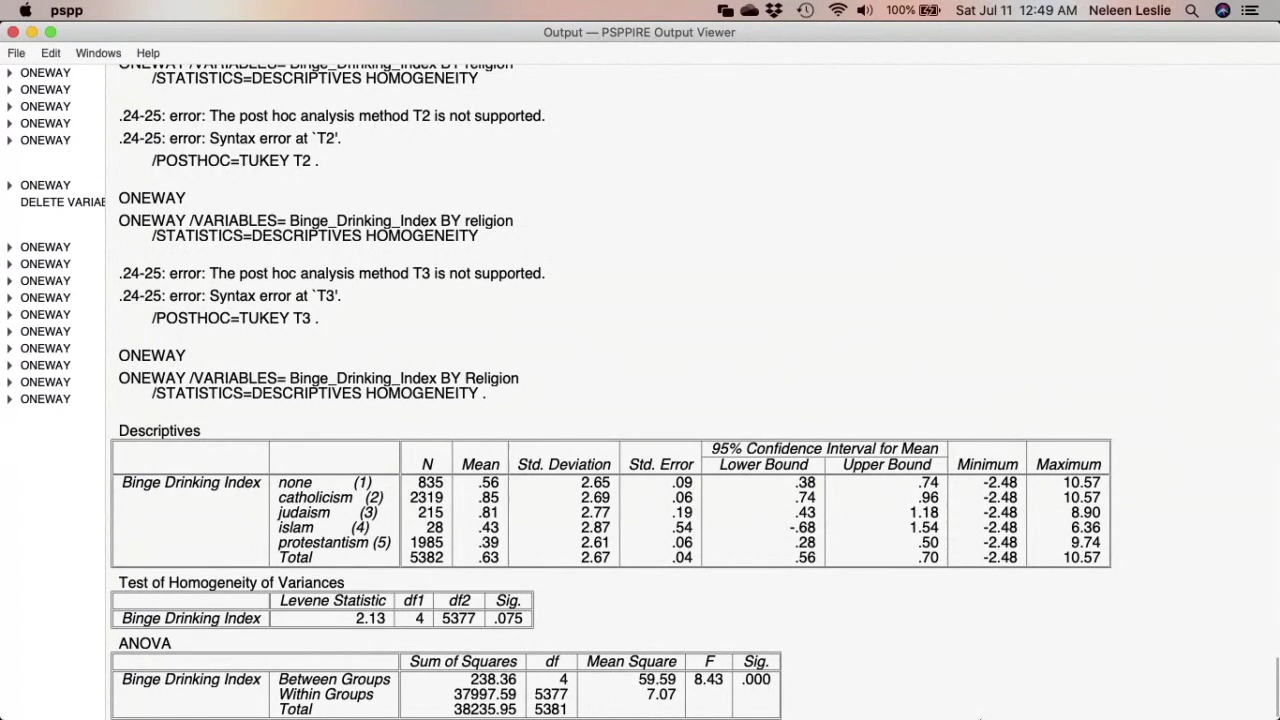 pspp 100% Sat Jul 11 12:49 AM Neleen Leslie
Output — PSPPIRE Output Viewer
File Edit Windows Help
ONEWAY
ONEWAY
ONEWAY
ONEWAY
ONEWAY
ONEWAY
DELETE VARIAB
ONEWAY
ONEWAY
ONEWAY
ONEWAY
ONEWAY
ONEWAY
ONEWAY
ONEWAY
ONEWAY
ONEWAY
ONEWAY /VARIABLES= Binge_Drinking_Index BY religion
/STATISTICS=DESCRIPTIVES HOMOGENEITY
.24-25: error: The post hoc analysis method T2 is not supported.
.24-25: error: Syntax error at `T2'.
/POSTHOC=TUKEY T2 .
ONEWAY
ONEWAY /VARIABLES= Binge_Drinking_Index BY religion
/STATISTICS=DESCRIPTIVES HOMOGENEITY
.24-25: error: The post hoc analysis method T3 is not supported.
.24-25: error: Syntax error at `T3'.
/POSTHOC=TUKEY T3 .
ONEWAY
ONEWAY /VARIABLES= Binge_Drinking_Index BY Religion
/STATISTICS=DESCRIPTIVES HOMOGENEITY .
Descriptives
95% Confidence Interval for Mean
N Mean Std. Deviation Std. Error Lower Bound Upper Bound Minimum Maximum
Binge Drinking Index none (1) 835 .56 2.65 .09 .38 .74 -2.48 10.57
catholicism (2) 2319 .85 2.69 .06 .74 .96 -2.48 10.57
judaism (3) 215 .81 2.77 .19 .43 1.18 -2.48 8.90
islam (4) 28 .43 2.87 .54 -.68 1.54 -2.48 6.36
protestantism (5) 1985 .39 2.61 .06 .28 .50 -2.48 9.74
Total 5382 .63 2.67 .04 .56 .70 -2.48 10.57
Test of Homogeneity of Variances
Levene Statistic df1 df2 Sig.
Binge Drinking Index 2.13 4 5377 .075
ANOVA
Sum of Squares df Mean Square F Sig.
Binge Drinking Index Between Groups 238.36 4 59.59 8.43 .000
Within Groups 37997.59 5377 7.07
Total 38235.95 5381